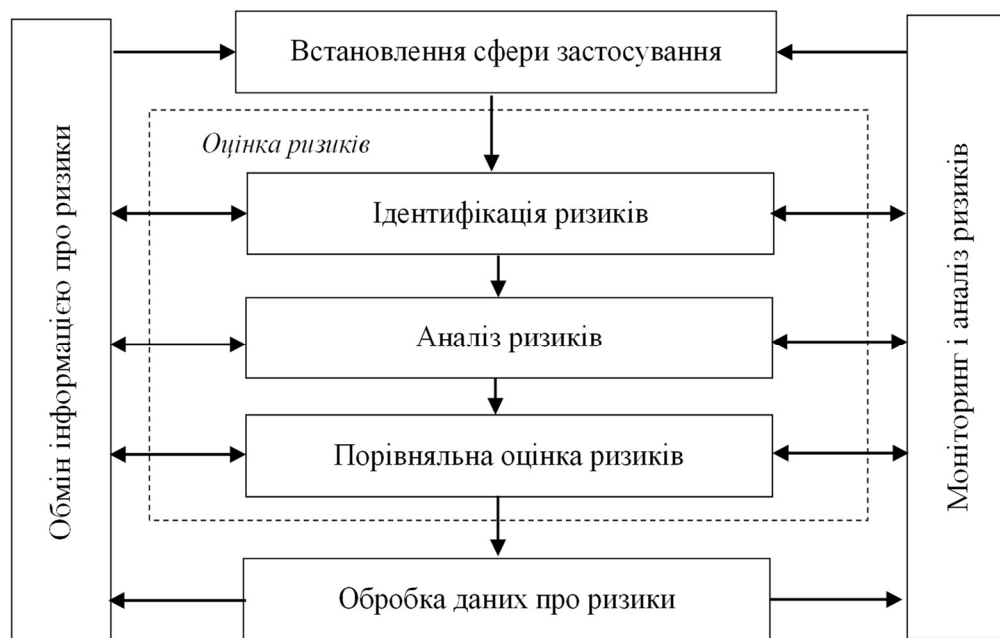 Встановлення сфери застосування
Оцінка ризиків
Ідентифікація ризиків
Аналіз ризиків
Порівняльна оцінка ризиків
Обробка даних про ризики
Обмін інформацією про ризики
Моніторинг і аналіз ризиків